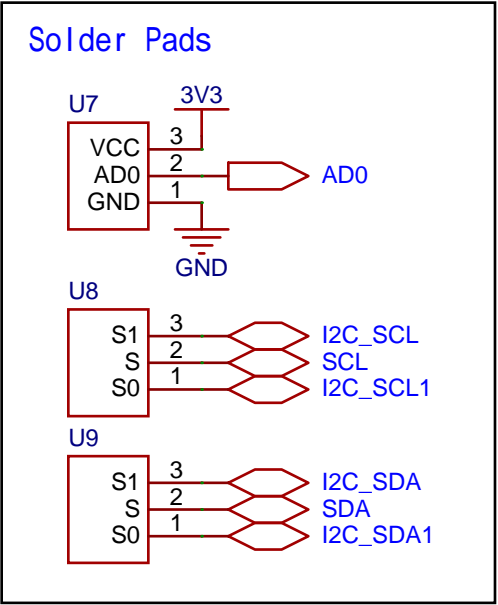 Solder Pads
U7
3V3
VCC 3
AD0 2 AD0
GND 1
GND
U8
S1 3 I2C_SCL
S 2 SCL
S0 1 I2C_SCL1
U9
S1 3 I2C_SDA
S 2 SDA
S0 1 I2C_SDA1